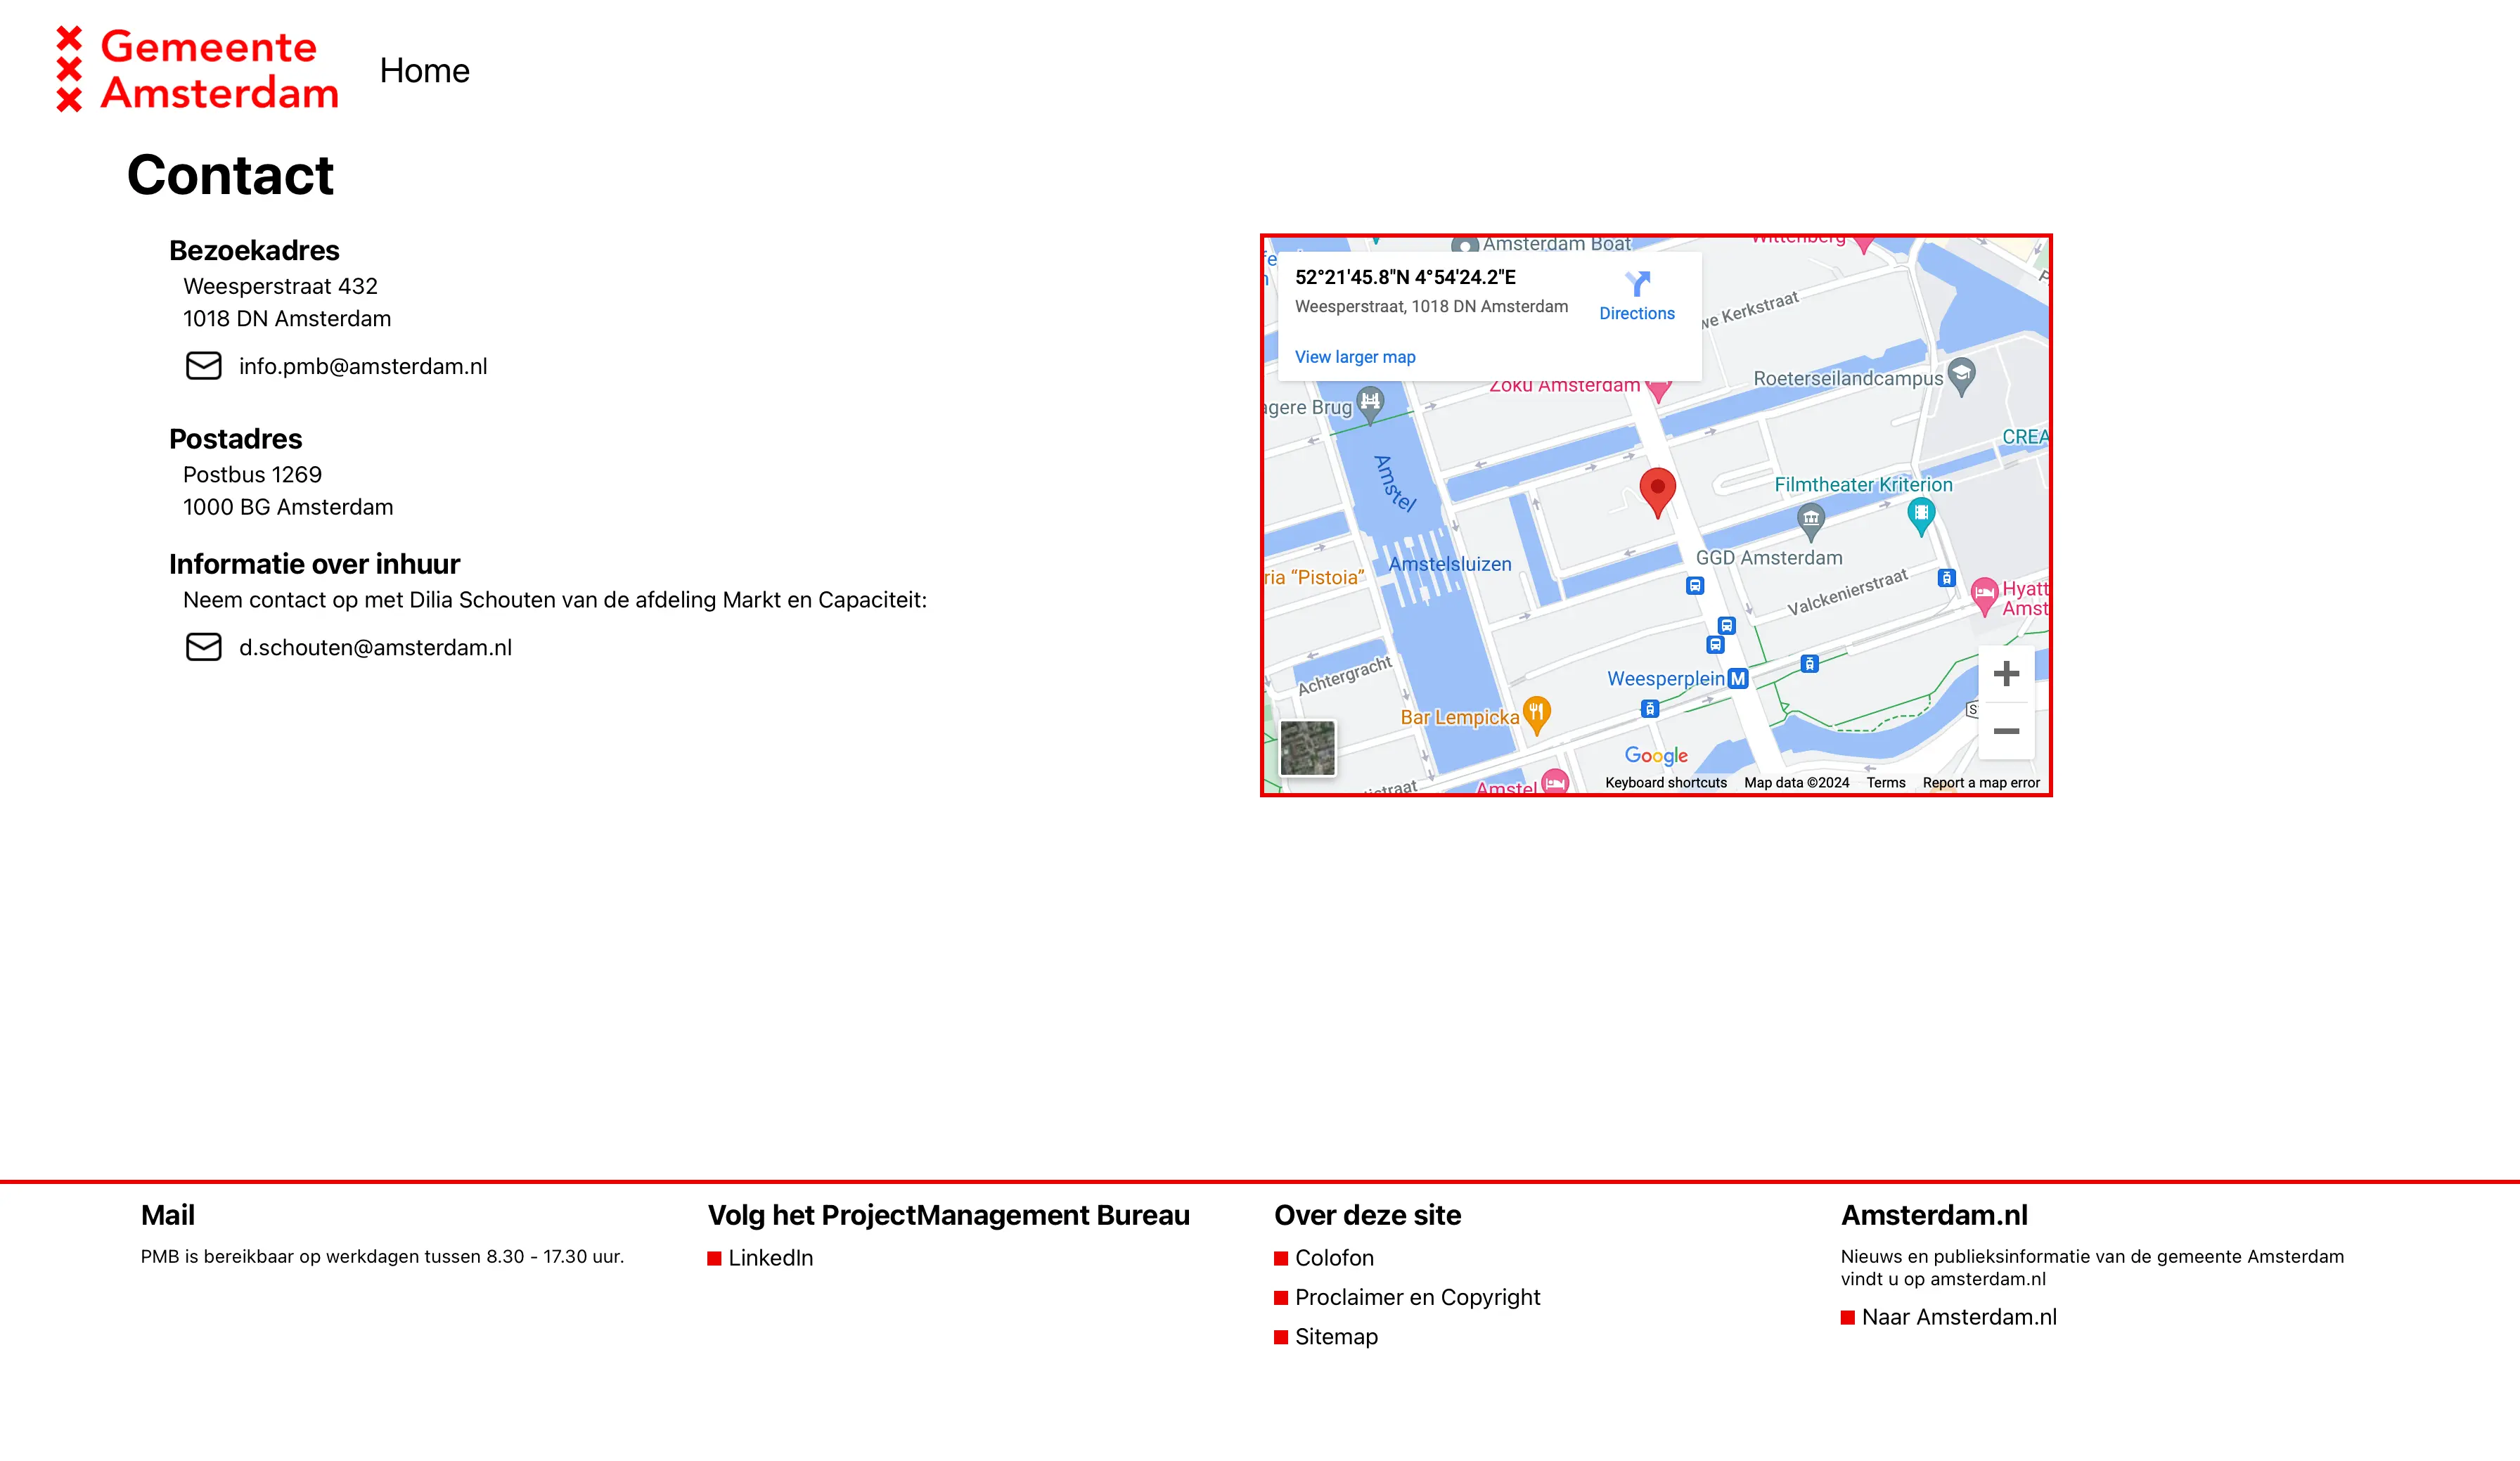 Gemeente
Amsterdam
Home
Contact
Bezoekadres
Weesperstraat 432
1018 DN Amsterdam
info.pmb@amsterdam.nl
Postadres
Postbus 1269
1000 BG Amsterdam
Informatie over inhuur
Neem contact op met Dilia Schouten van de afdeling Markt en Capaciteit:
d.schouten@amsterdam.nl
Amsterdam Boat
Wittenberg
52°21'45.8"N 4°54'24.2"E
Weesperstraat, 1018 DN Amsterdam
Directions
View larger map
we Kerkstraat
Zoku Amsterdam
Roeterseilandcampus
agere Brug
CREA
Amstel
Filmtheater Kriterion
GGD Amsterdam
Amstelsluizen
ria “Pistoia”
Valckenierstraat
Hyatt
Amst
Achtergracht
Weesperplein
M
Bar Lempicka
Google
Amstel
Keyboard shortcuts
Map data ©2024
Terms
Report a map error
Mail
PMB is bereikbaar op werkdagen tussen 8.30 - 17.30 uur.
Volg het ProjectManagement Bureau
LinkedIn
Over deze site
Colofon
Proclaimer en Copyright
Sitemap
Amsterdam.nl
Nieuws en publieksinformatie van de gemeente Amsterdam
vindt u op amsterdam.nl
Naar Amsterdam.nl